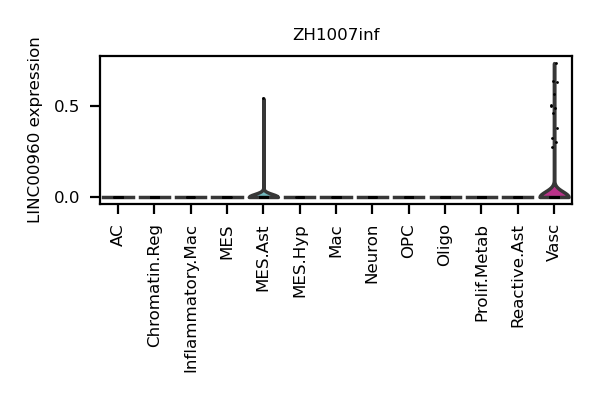 ZH1007inf
LINC00960 expression
0.5
0.0
AC
Chromatin.Reg
Inflammatory.Mac
MES
MES.Ast
MES.Hyp
Mac
Neuron
OPC
Oligo
Prolif.Metab
Reactive.Ast
Vasc